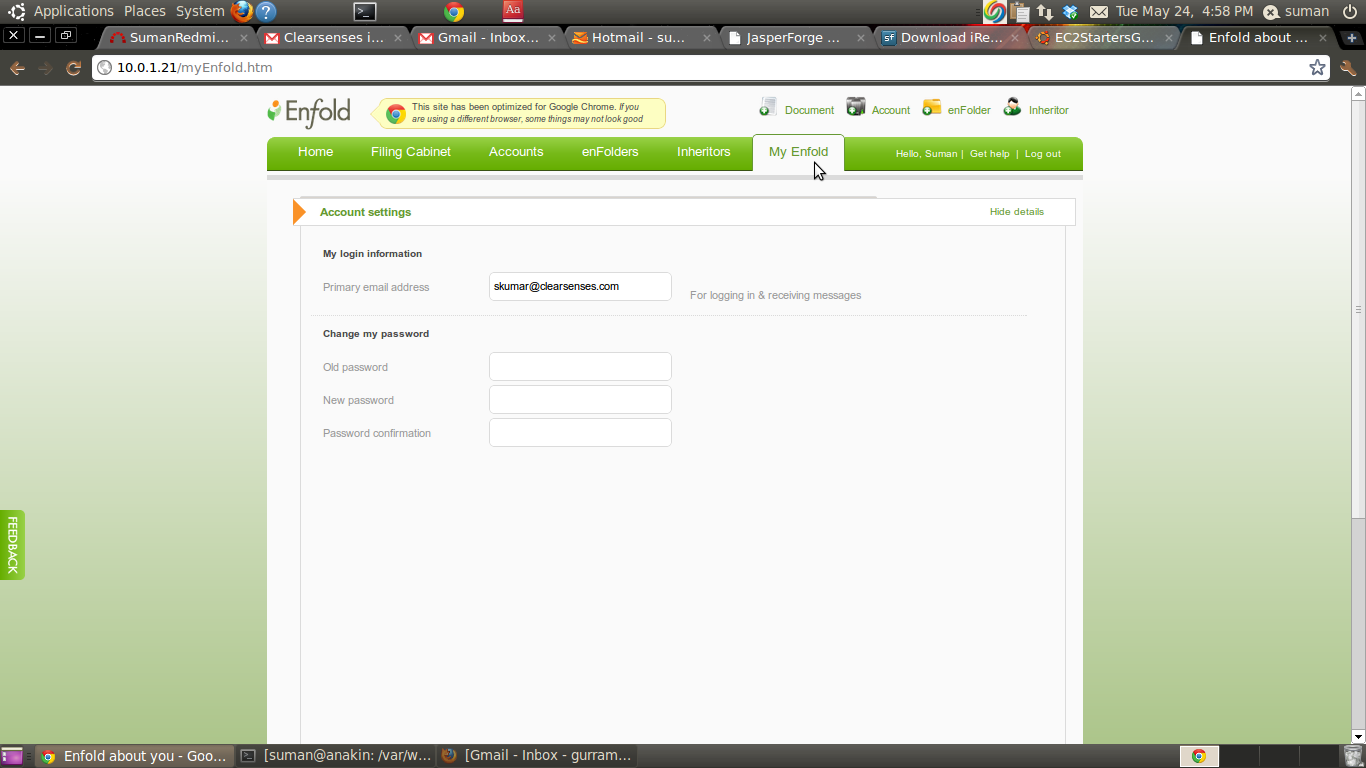 Applications Places System Aa Tue May 24, 4:58 PM suman
SumanRedmi... Clearsenses i... Gmail - Inbox... Hotmail - su... JasperForge ... Download iRe... EC2StartersG... Enfold about ...
10.0.1.21/myEnfold.htm
Enfold
This site has been optimized for Google Chrome. If you
are using a different browser, some things may not look good
Document Account enFolder Inheritor
Home Filing Cabinet Accounts enFolders Inheritors My Enfold Hello, Suman | Get help | Log out
Account settings Hide details
My login information
Primary email address skumar@clearsenses.com For logging in & receiving messages
Change my password
Old password
New password
Password confirmation
FEEDBACK
Enfold about you - Goo... [suman@anakin: /var/w... [Gmail - Inbox - gurram...